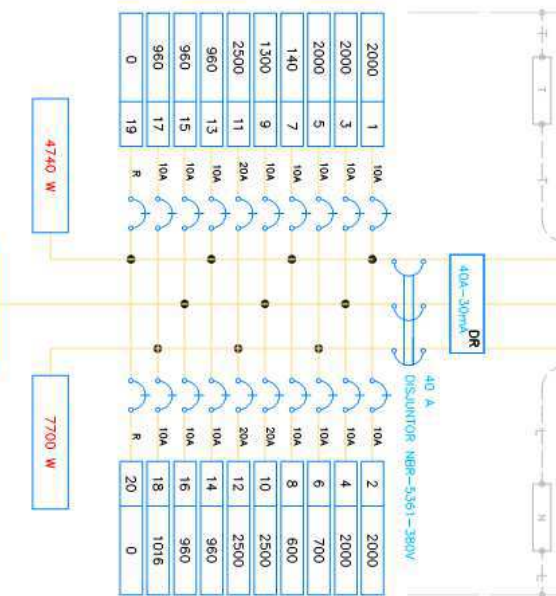 T T T L N L
DR
40A-30mA
40 A
DISJUNTOR NBR-5361-380V
2000 1 10A 10A 2 2000
2000 3 10A 10A 4 2000
2000 5 10A 10A 6 700
140 7 10A 10A 8 600
1300 9 10A 20A 10 2500
2500 11 20A 20A 12 2500
960 13 10A 10A 14 960
960 15 10A 10A 16 960
960 17 10A 10A 18 1016
0 19 R R 20 0
4740 W 7700 W